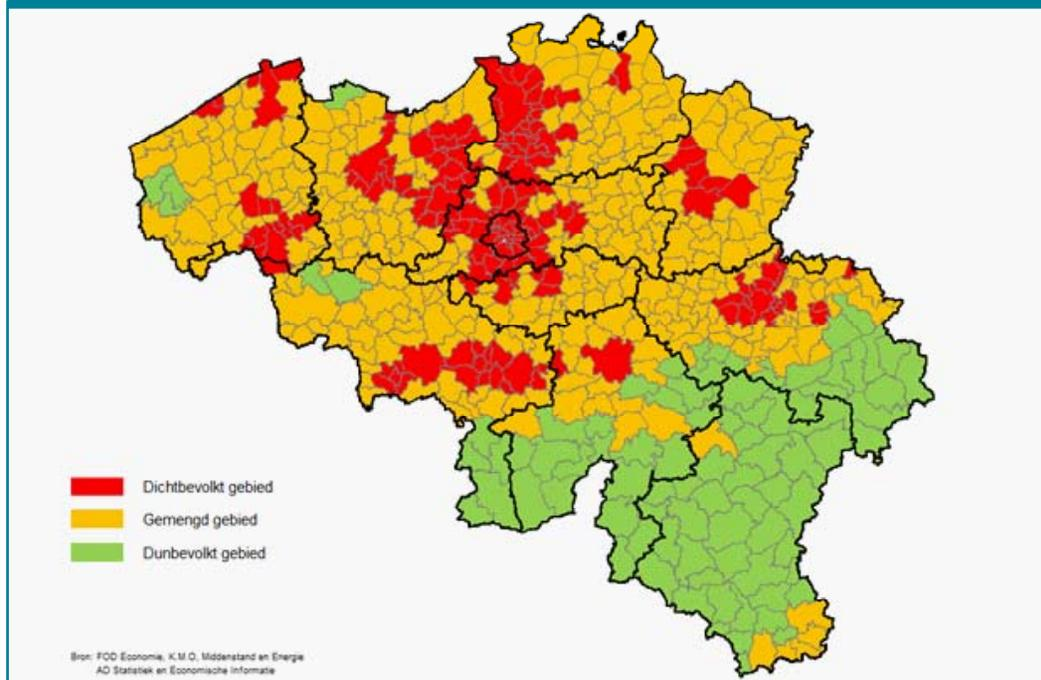 Dichtbevolkt gebied
Gemengd gebied
Dunbevolkt gebied
Bron: FOD Economie, K.M.O, Middenstand en Energie
AD Statistiek en Economische Informatie